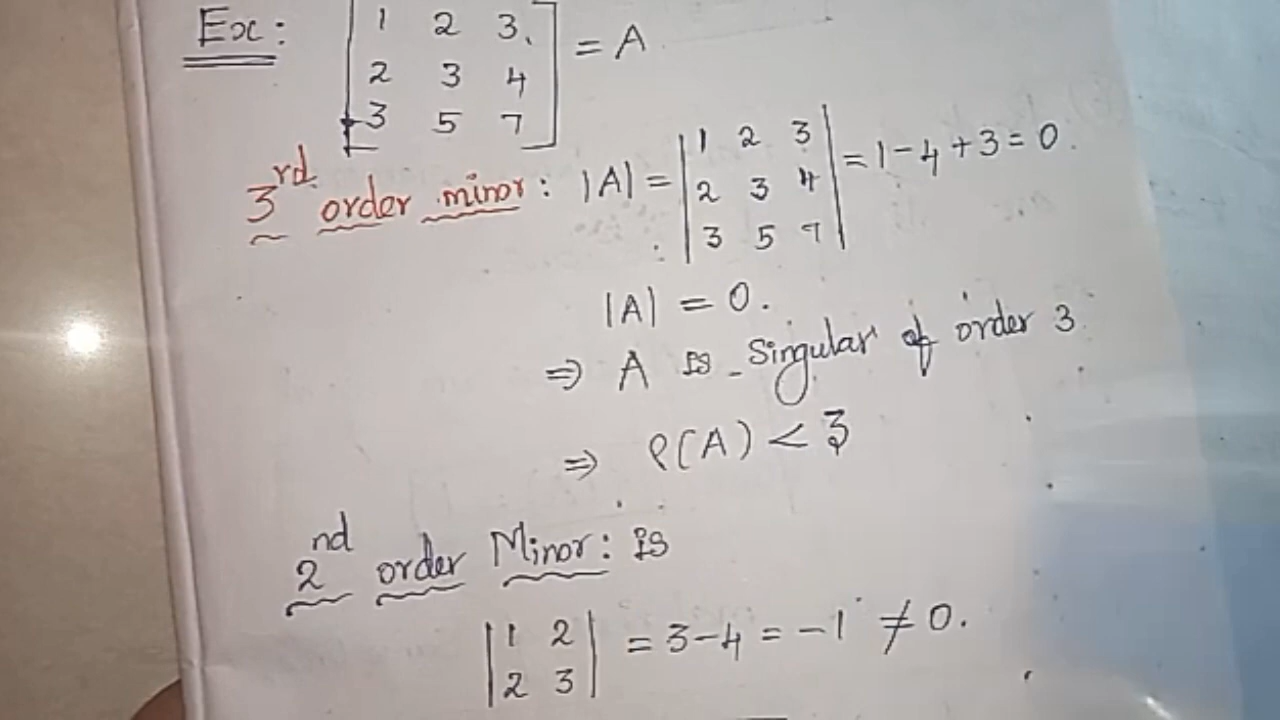 Ex: [1 2 3
2 3 4
3 5 7] = A
3rd order minor: |A| = |1 2 3
2 3 4
3 5 7| = 1-4+3=0.
|A| = 0.
⇒ A is singular of order 3
⇒ ρ(A) < 3
2nd order Minor: is
|1 2
2 3| = 3-4 = -1 ≠ 0.